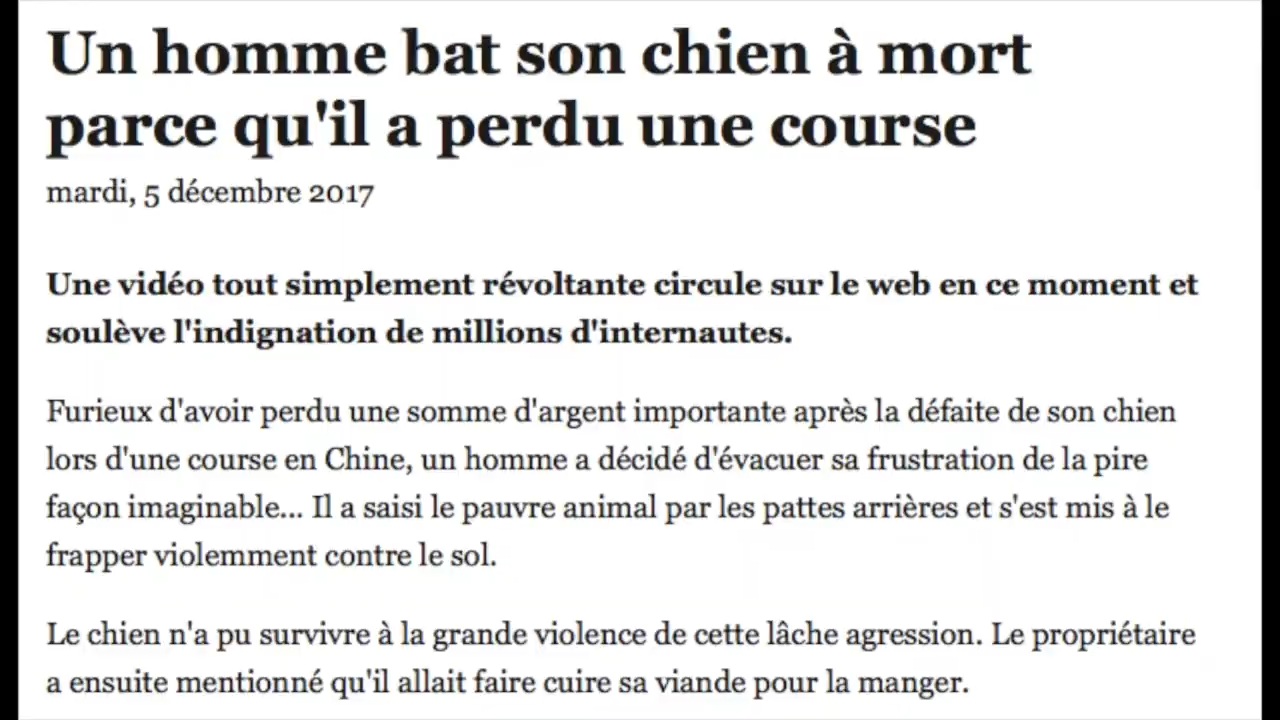 Un homme bat son chien à mort
parce qu'il a perdu une course
mardi, 5 décembre 2017
Une vidéo tout simplement révoltante circule sur le web en ce moment et
soulève l'indignation de millions d'internautes.
Furieux d'avoir perdu une somme d'argent importante après la défaite de son chien
lors d'une course en Chine, un homme a décidé d'évacuer sa frustration de la pire
façon imaginable... Il a saisi le pauvre animal par les pattes arrières et s'est mis à le
frapper violemment contre le sol.
Le chien n'a pu survivre à la grande violence de cette lâche agression. Le propriétaire
a ensuite mentionné qu'il allait faire cuire sa viande pour la manger.